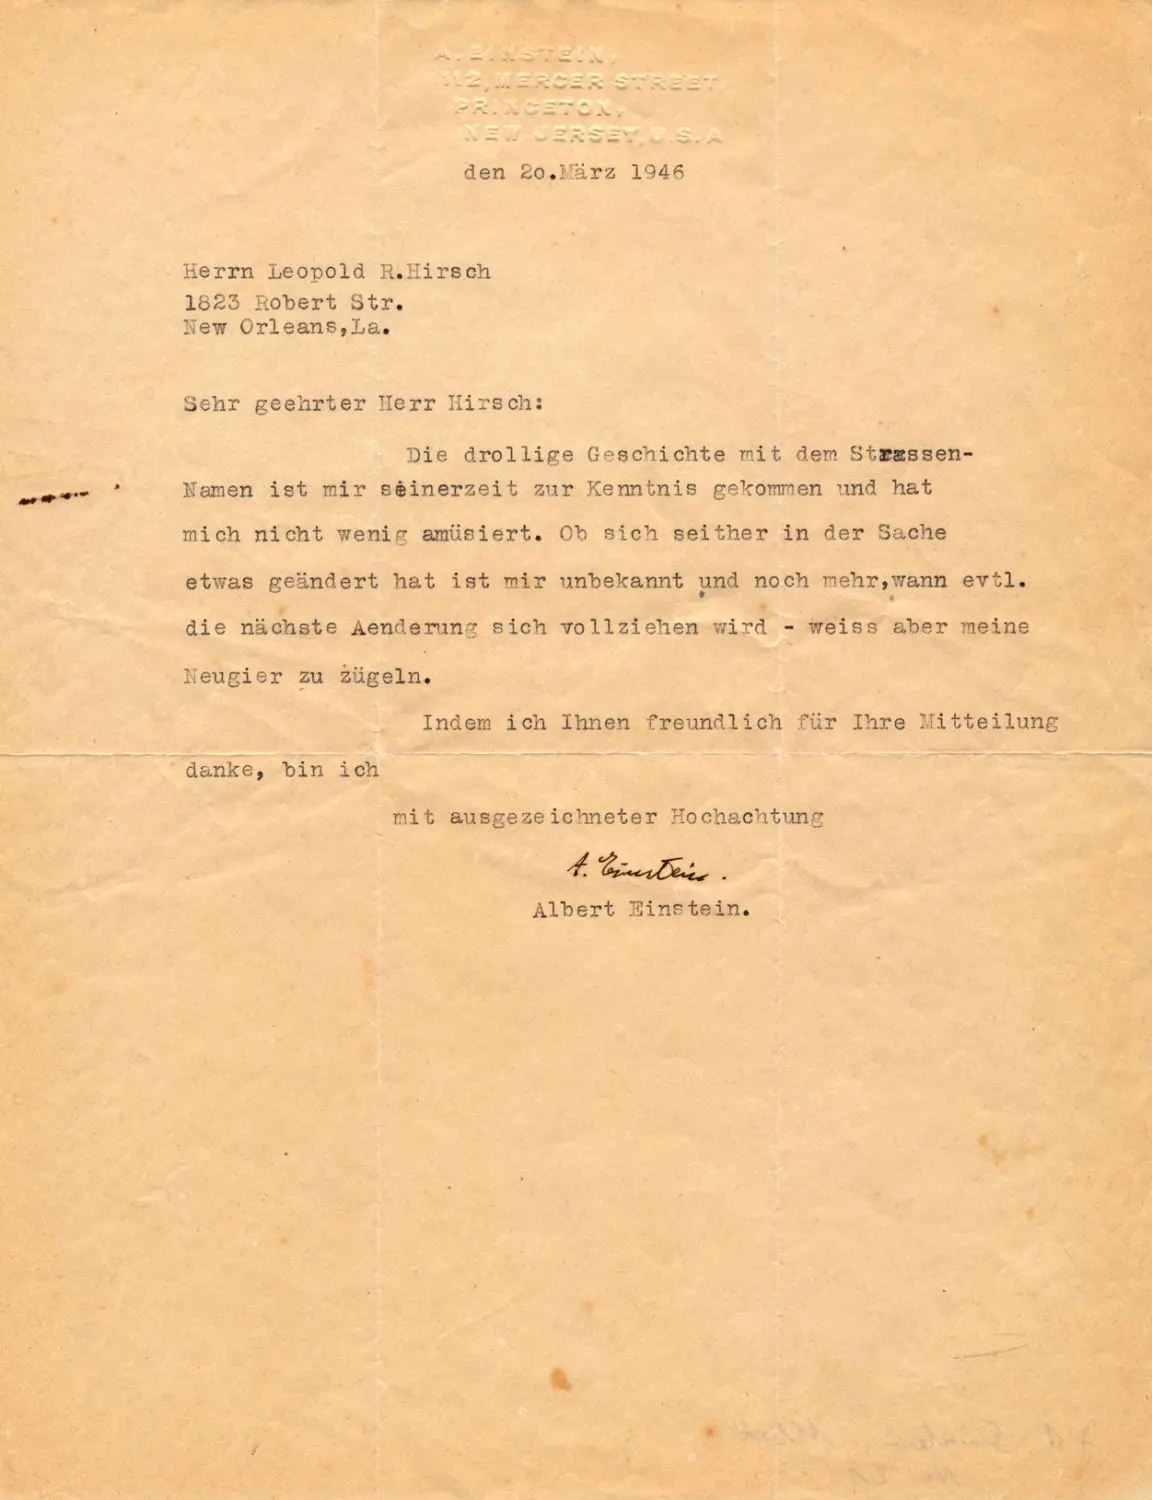 A. EINSTEIN,
112, MERCER STREET,
PRINCETON,
NEW JERSEY, U.S.A
den 2o.März 1946
Herrn Leopold R.Hirsch
1823 Robert Str.
New Orleans,La.
Sehr geehrter Herr Hirsch:
Die drollige Geschichte mit dem Strassen-
Namen ist mir seinerzeit zur Kenntnis gekommen und hat
mich nicht wenig amüsiert. Ob sich seither in der Sache
etwas geändert hat ist mir unbekannt und noch mehr,wann evtl.
die nächste Aenderung sich vollziehen wird - weiss aber meine
Neugier zu zügeln.
Indem ich Ihnen freundlich für Ihre Mitteilung
danke, bin ich
mit ausgezeichneter Hochachtung
A. Einstein.
Albert Einstein.